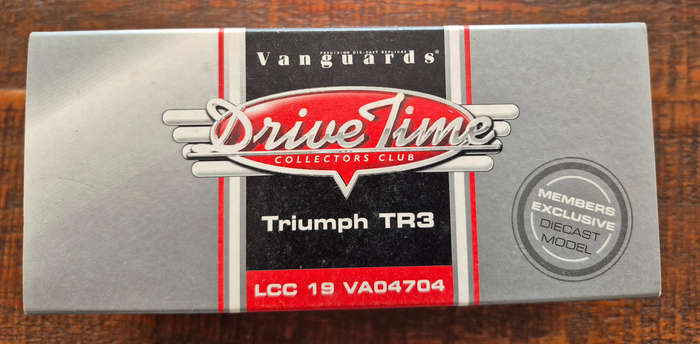 PRECISION DIE-CAST REPLICAS
Vanguards®
Drive Time
COLLECTORS CLUB
Triumph TR3
LCC 19 VA04704
MEMBERS
EXCLUSIVE
DIECAST
MODEL